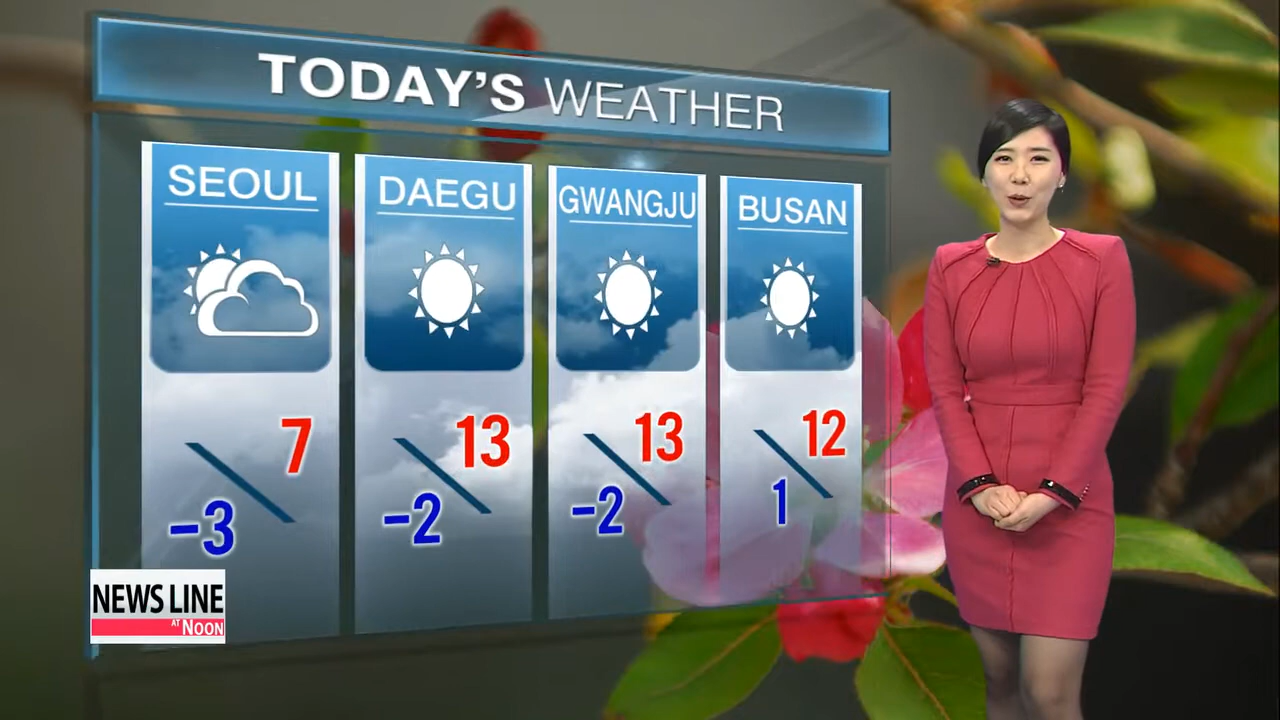 TODAY'S WEATHER
SEOUL
7
-3
DAEGU
13
-2
GWANGJU
13
-2
BUSAN
12
1
NEWS LINE
AT NOON